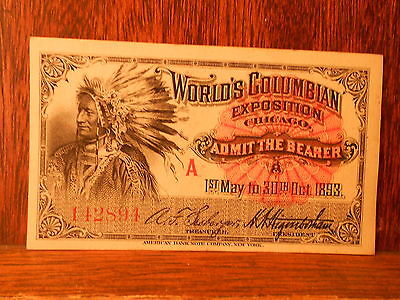 WORLD'S COLUMBIAN
EXPOSITION
CHICAGO,
ADMIT THE BEARER
A
A
1ST May to 30TH Oct. 1893.
142894
TREASURER.
PRESIDENT
AMERICAN BANK NOTE COMPANY, NEW YORK.